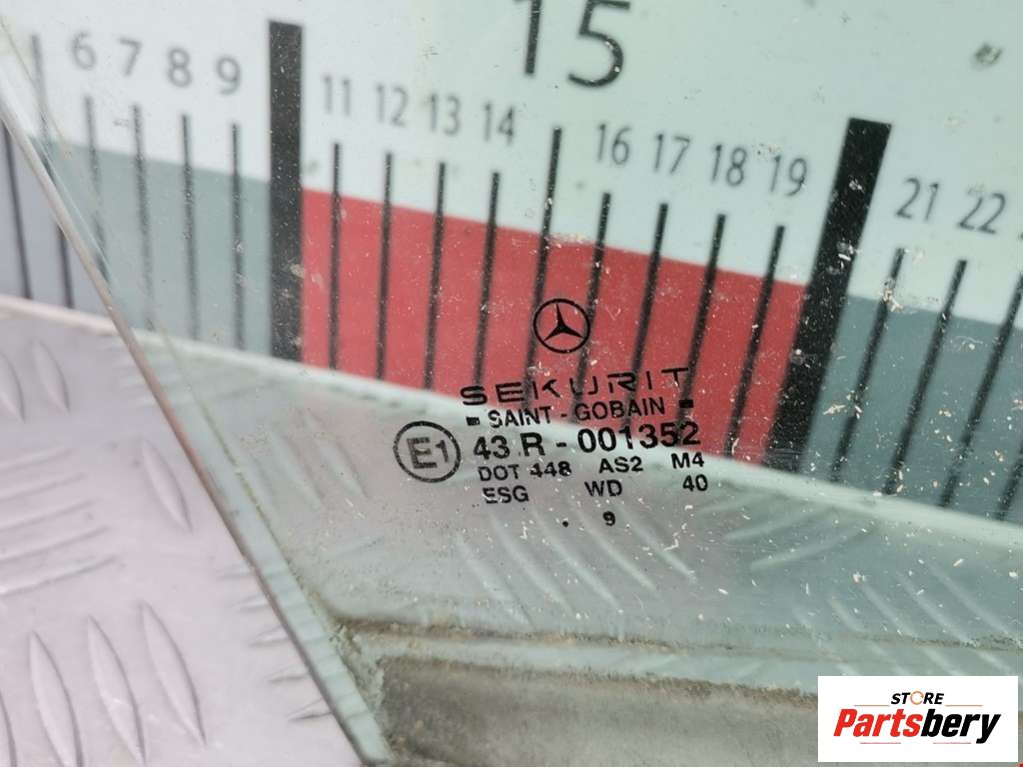 15
6 7 8 9 11 12 13 14 16 17 18 19 21 22
SEKURIT
SAINT - GOBAIN
E1 43 R - 001352
DOT 448 AS2 M4
ESG WD 40
. 9
STORE
Partsbery